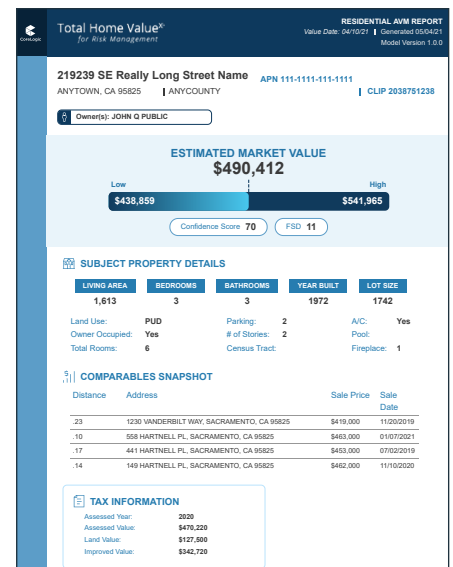 CoreLogic
Total Home Valueˣ·
for Risk Management
RESIDENTIAL AVM REPORT
Value Date: 04/10/21 | Generated 05/04/21
Model Version 1.0.0
219239 SE Really Long Street Name APN 111-1111-111-1111
ANYTOWN, CA 95825 | ANYCOUNTY | CLIP 2038751238
Owner(s): JOHN Q PUBLIC
ESTIMATED MARKET VALUE
$490,412
Low High
$438,859 $541,965
Confidence Score 70 FSD 11
SUBJECT PROPERTY DETAILS
LIVING AREA BEDROOMS BATHROOMS YEAR BUILT LOT SIZE
1,613 3 3 1972 1742
Land Use: PUD Parking: 2 A/C: Yes
Owner Occupied: Yes # of Stories: 2 Pool:
Total Rooms: 6 Census Tract: Fireplace: 1
COMPARABLES SNAPSHOT
Distance Address Sale Price Sale Date
.23 1230 VANDERBILT WAY, SACRAMENTO, CA 95825 $419,000 11/20/2019
.10 558 HARTNELL PL, SACRAMENTO, CA 95825 $463,000 01/07/2021
.17 441 HARTNELL PL, SACRAMENTO, CA 95825 $453,000 07/02/2019
.14 149 HARTNELL PL, SACRAMENTO, CA 95825 $462,000 11/10/2020
TAX INFORMATION
Assessed Year: 2020
Assessed Value: $470,220
Land Value: $127,500
Improved Value: $342,720